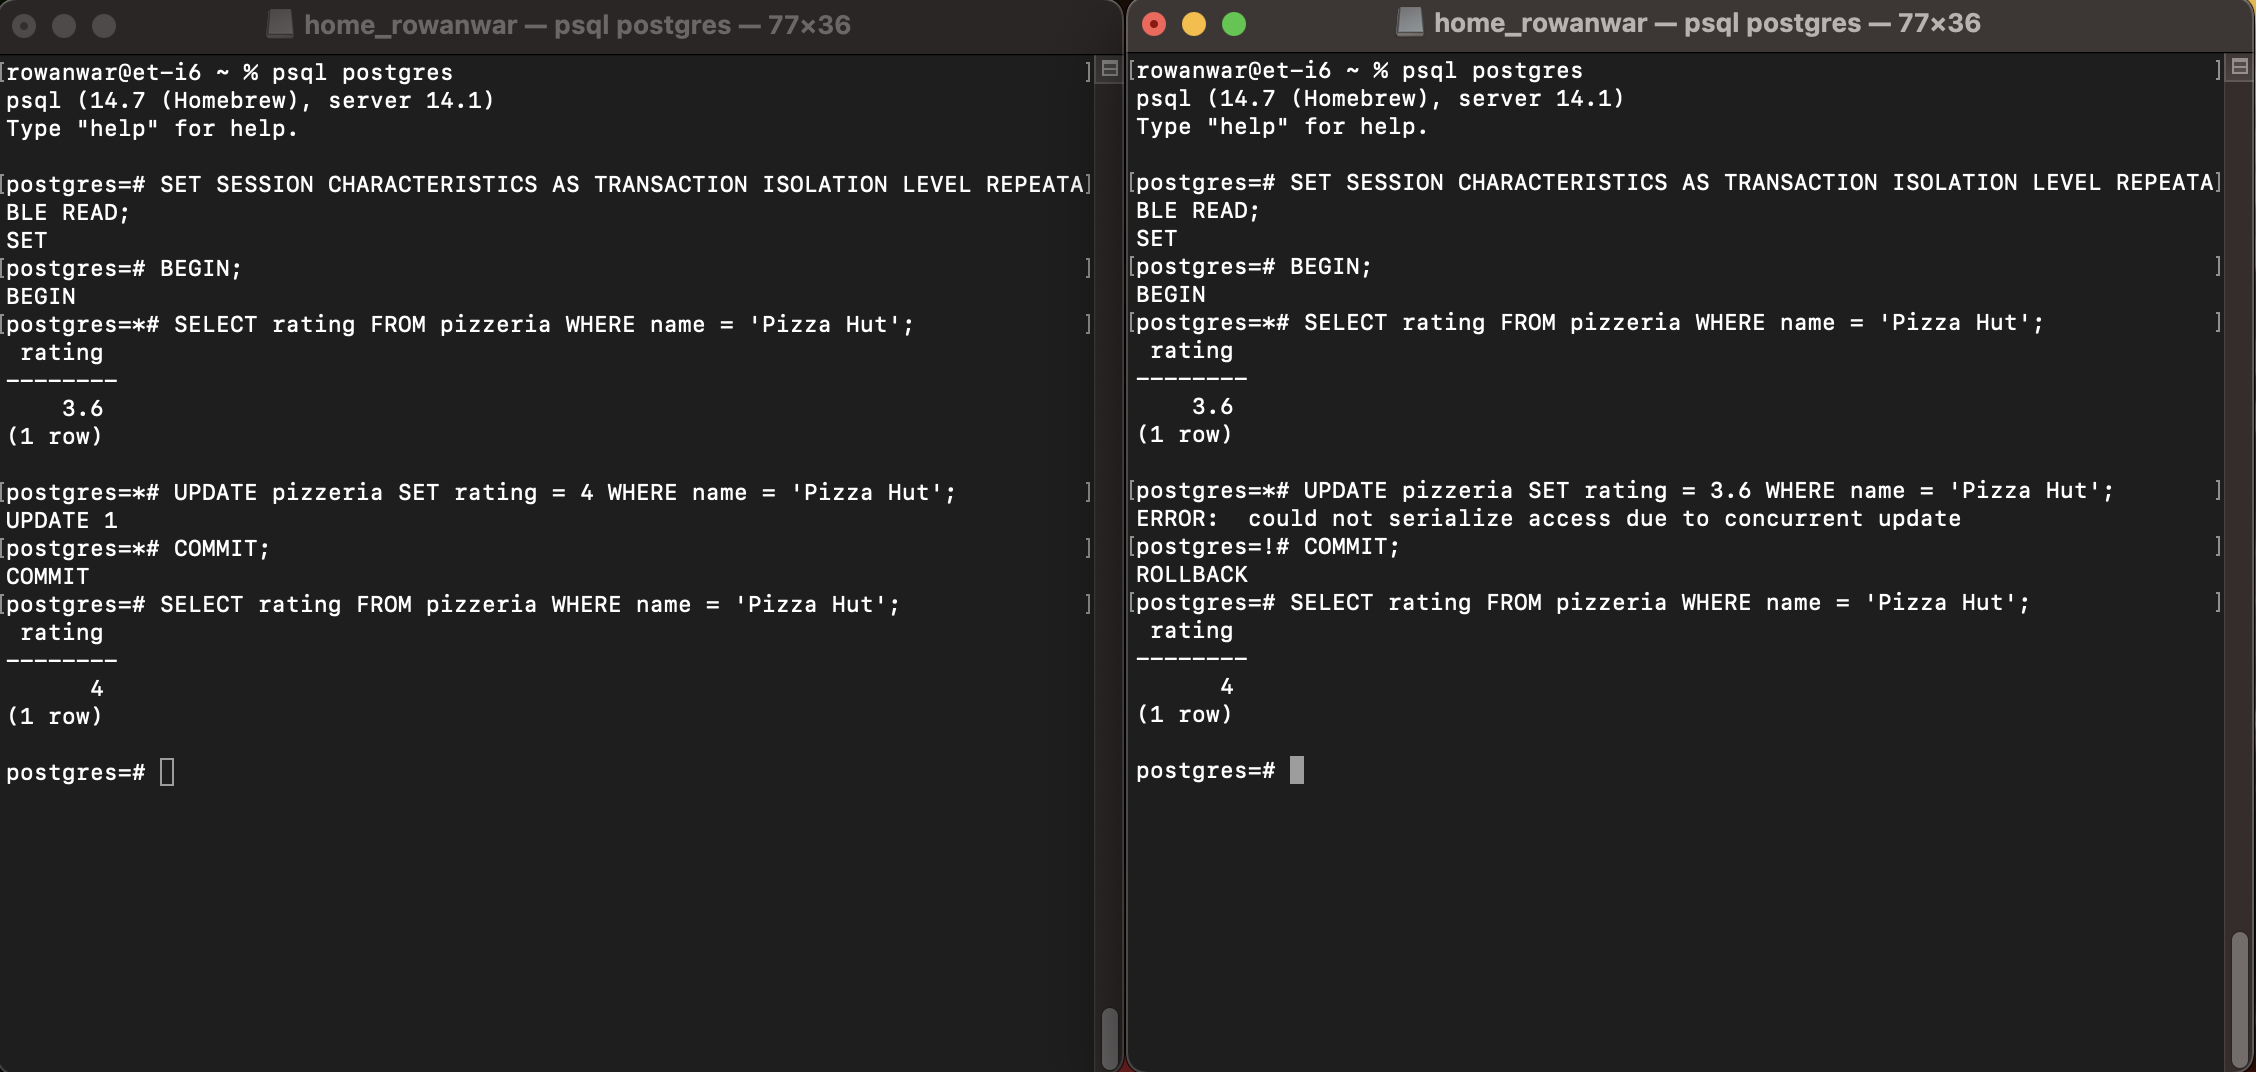 home_rowanwar — psql postgres — 77×36
[rowanwar@et-i6 ~ % psql postgres ]
psql (14.7 (Homebrew), server 14.1)
Type "help" for help.
[postgres=# SET SESSION CHARACTERISTICS AS TRANSACTION ISOLATION LEVEL REPEATA]
BLE READ;
SET
[postgres=# BEGIN; ]
BEGIN
[postgres=*# SELECT rating FROM pizzeria WHERE name = 'Pizza Hut'; ]
rating
--------
3.6
(1 row)
[postgres=*# UPDATE pizzeria SET rating = 4 WHERE name = 'Pizza Hut'; ]
UPDATE 1
[postgres=*# COMMIT; ]
COMMIT
[postgres=# SELECT rating FROM pizzeria WHERE name = 'Pizza Hut'; ]
rating
--------
4
(1 row)
postgres=#
home_rowanwar — psql postgres — 77×36
[rowanwar@et-i6 ~ % psql postgres ]
psql (14.7 (Homebrew), server 14.1)
Type "help" for help.
[postgres=# SET SESSION CHARACTERISTICS AS TRANSACTION ISOLATION LEVEL REPEATA]
BLE READ;
SET
[postgres=# BEGIN; ]
BEGIN
[postgres=*# SELECT rating FROM pizzeria WHERE name = 'Pizza Hut'; ]
rating
--------
3.6
(1 row)
[postgres=*# UPDATE pizzeria SET rating = 3.6 WHERE name = 'Pizza Hut'; ]
ERROR:  could not serialize access due to concurrent update
[postgres=!# COMMIT; ]
ROLLBACK
[postgres=# SELECT rating FROM pizzeria WHERE name = 'Pizza Hut'; ]
rating
--------
4
(1 row)
postgres=#